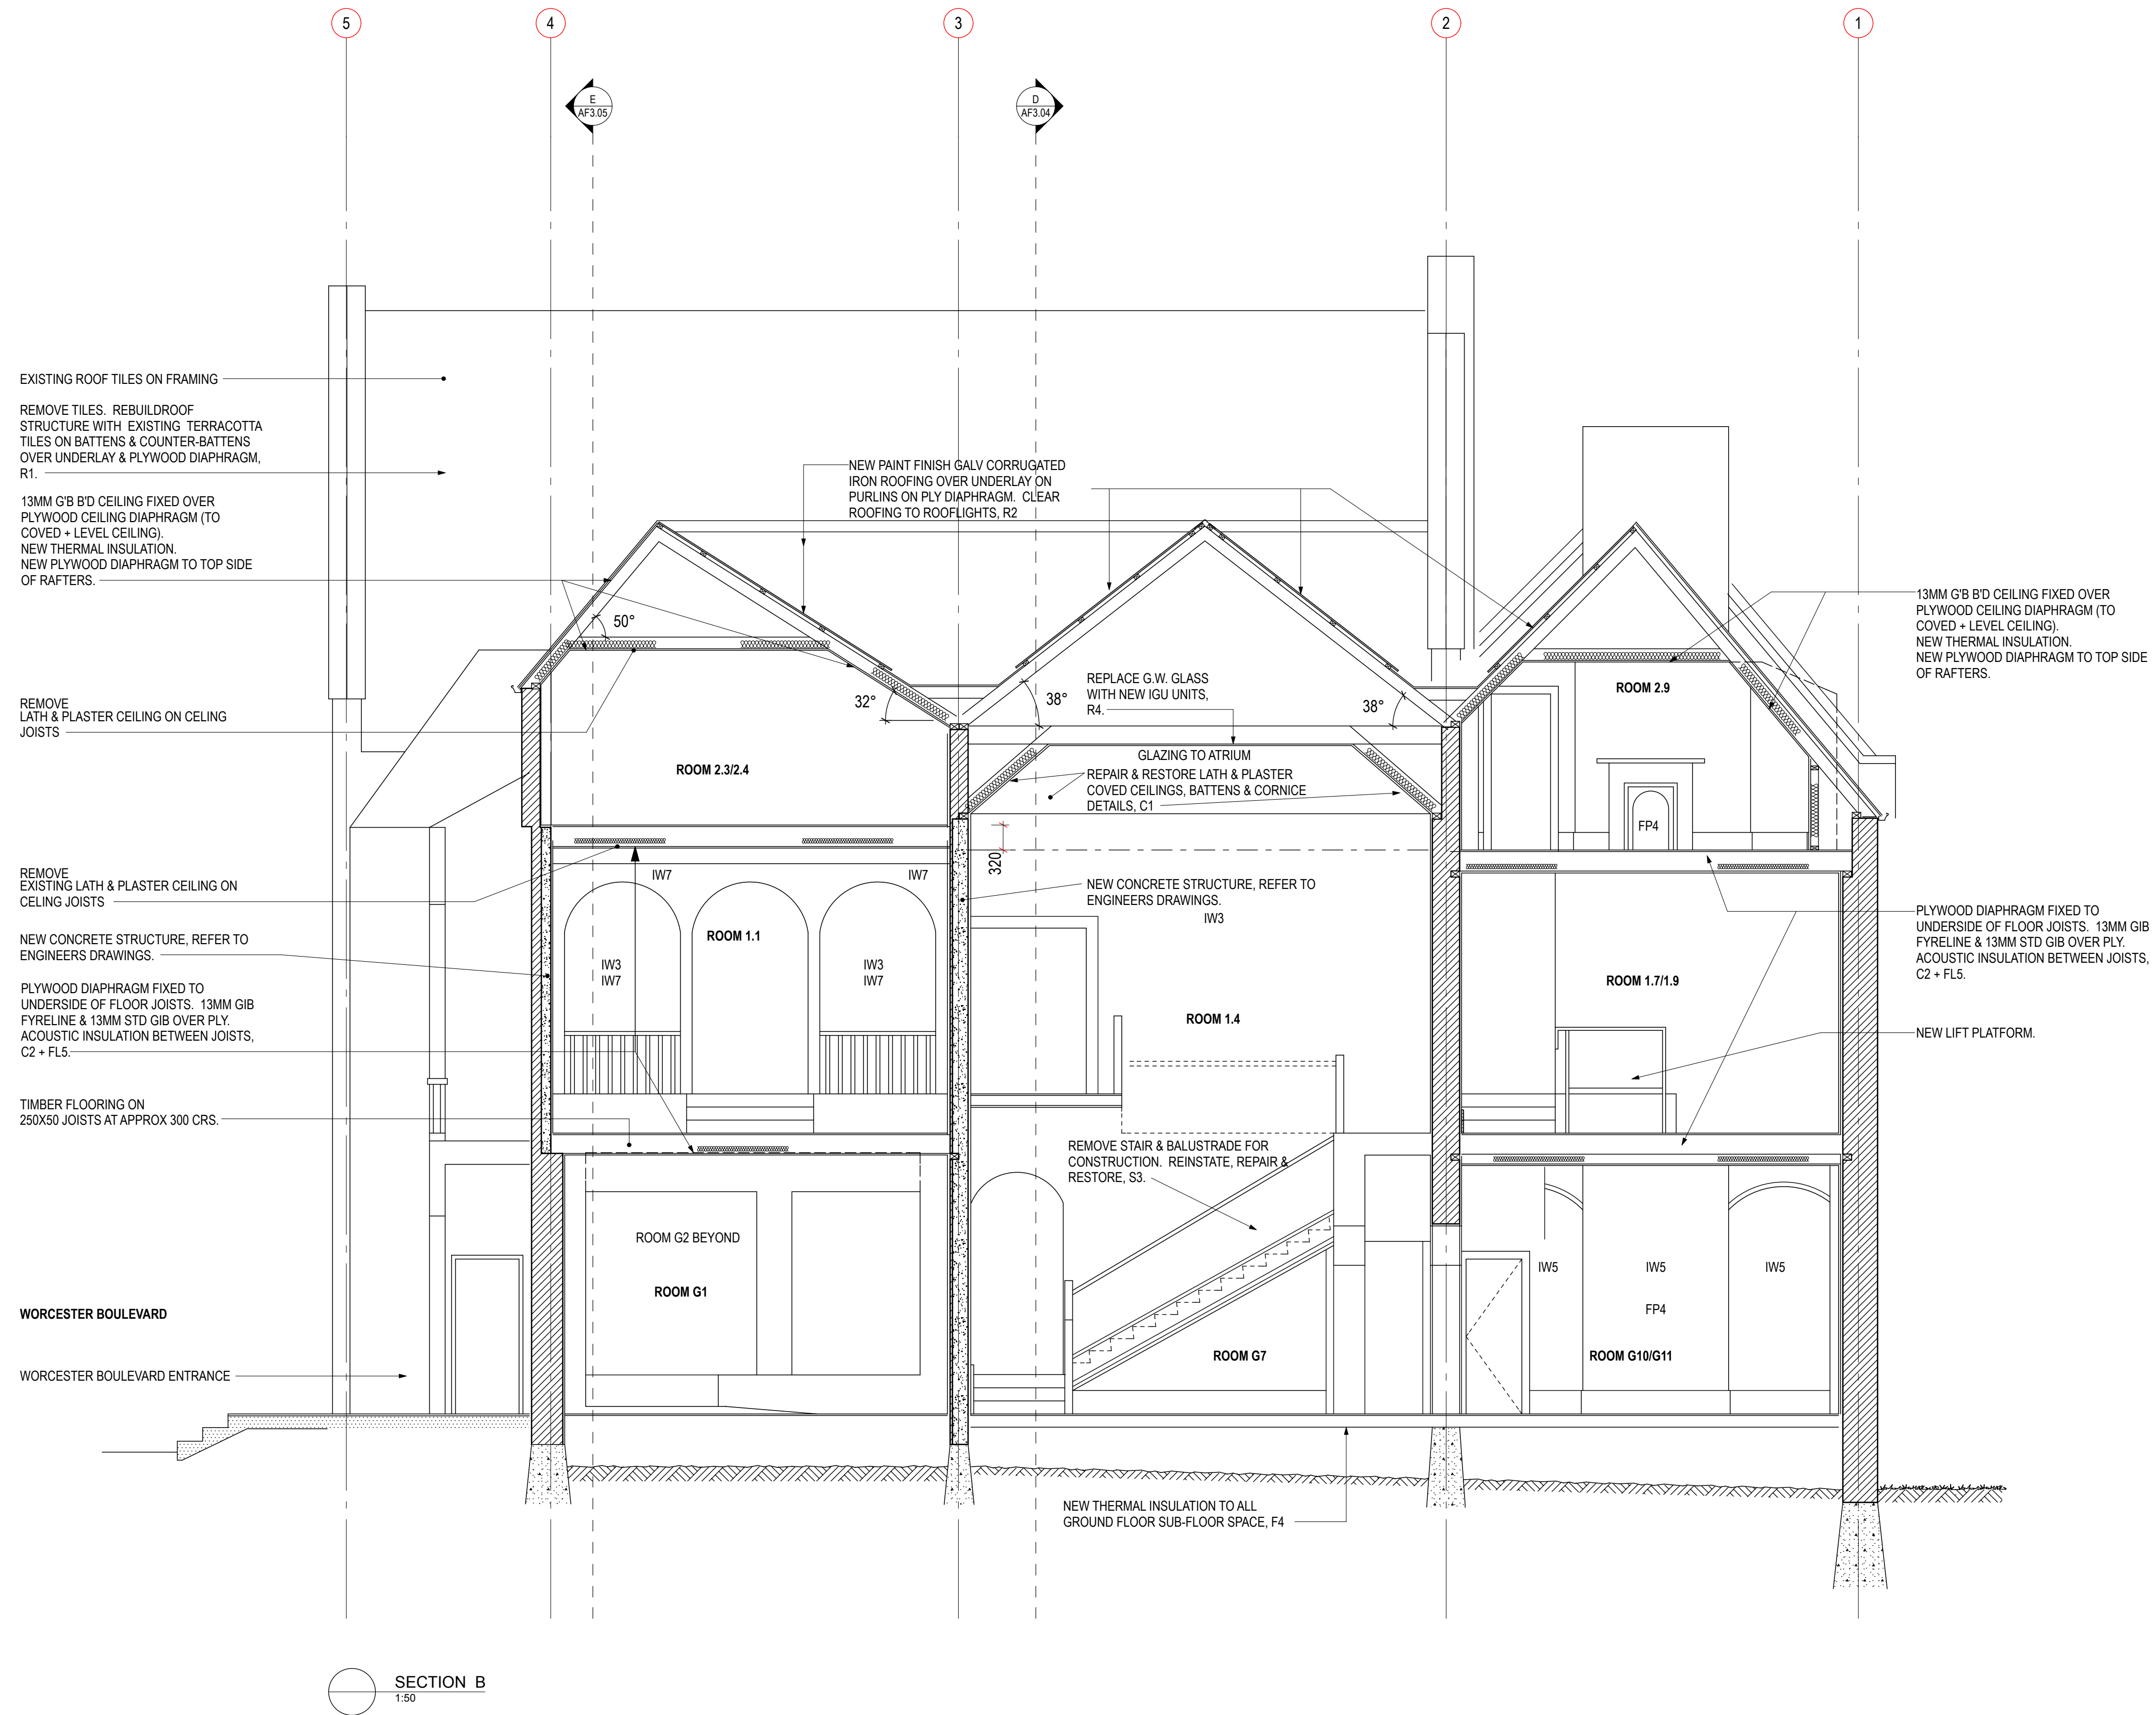 5
4
3
2
1
E
AF3.05
D
AF3.04
EXISTING ROOF TILES ON FRAMING
REMOVE TILES. REBUILDROOF
STRUCTURE WITH EXISTING TERRACOTTA
TILES ON BATTENS & COUNTER-BATTENS
OVER UNDERLAY & PLYWOOD DIAPHRAGM,
R1.
13MM G'B B'D CEILING FIXED OVER
PLYWOOD CEILING DIAPHRAGM (TO
COVED + LEVEL CEILING).
NEW THERMAL INSULATION.
NEW PLYWOOD DIAPHRAGM TO TOP SIDE
OF RAFTERS.
REMOVE
LATH & PLASTER CEILING ON CELING
JOISTS
REMOVE
EXISTING LATH & PLASTER CEILING ON
CELING JOISTS
NEW CONCRETE STRUCTURE, REFER TO
ENGINEERS DRAWINGS.
PLYWOOD DIAPHRAGM FIXED TO
UNDERSIDE OF FLOOR JOISTS. 13MM GIB
FYRELINE & 13MM STD GIB OVER PLY.
ACOUSTIC INSULATION BETWEEN JOISTS,
C2 + FL5.
TIMBER FLOORING ON
250X50 JOISTS AT APPROX 300 CRS.
WORCESTER BOULEVARD
WORCESTER BOULEVARD ENTRANCE
NEW PAINT FINISH GALV CORRUGATED
IRON ROOFING OVER UNDERLAY ON
PURLINS ON PLY DIAPHRAGM. CLEAR
ROOFING TO ROOFLIGHTS, R2
50°
32°
38°
38°
REPLACE G.W. GLASS
WITH NEW IGU UNITS,
R4.
GLAZING TO ATRIUM
REPAIR & RESTORE LATH & PLASTER
COVED CEILINGS, BATTENS & CORNICE
DETAILS, C1
320
NEW CONCRETE STRUCTURE, REFER TO
ENGINEERS DRAWINGS.
IW3
ROOM 2.3/2.4
IW7
IW7
ROOM 1.1
IW3
IW7
IW3
IW7
ROOM 1.4
REMOVE STAIR & BALUSTRADE FOR
CONSTRUCTION. REINSTATE, REPAIR &
RESTORE, S3.
ROOM G2 BEYOND
ROOM G1
ROOM G7
NEW THERMAL INSULATION TO ALL
GROUND FLOOR SUB-FLOOR SPACE, F4
ROOM 2.9
FP4
ROOM 1.7/1.9
IW5
IW5
IW5
FP4
ROOM G10/G11
13MM G'B B'D CEILING FIXED OVER
PLYWOOD CEILING DIAPHRAGM (TO
COVED + LEVEL CEILING).
NEW THERMAL INSULATION.
NEW PLYWOOD DIAPHRAGM TO TOP SIDE
OF RAFTERS.
PLYWOOD DIAPHRAGM FIXED TO
UNDERSIDE OF FLOOR JOISTS. 13MM GIB
FYRELINE & 13MM STD GIB OVER PLY.
ACOUSTIC INSULATION BETWEEN JOISTS,
C2 + FL5.
NEW LIFT PLATFORM.
SECTION B
1:50